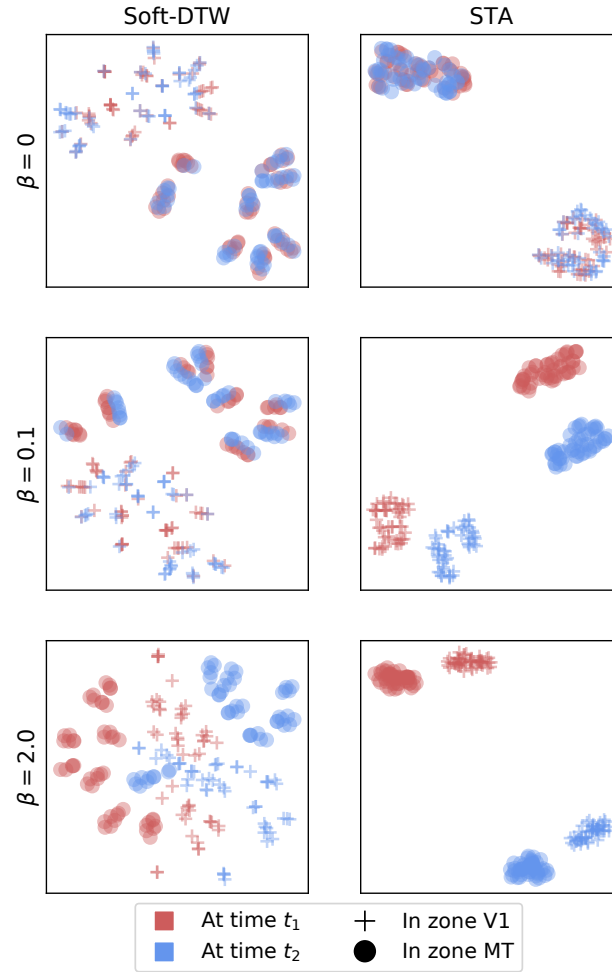 Soft-DTW STA
β = 0
β = 0.1
β = 2.0
At time t₁ In zone V1
At time t₂ In zone MT